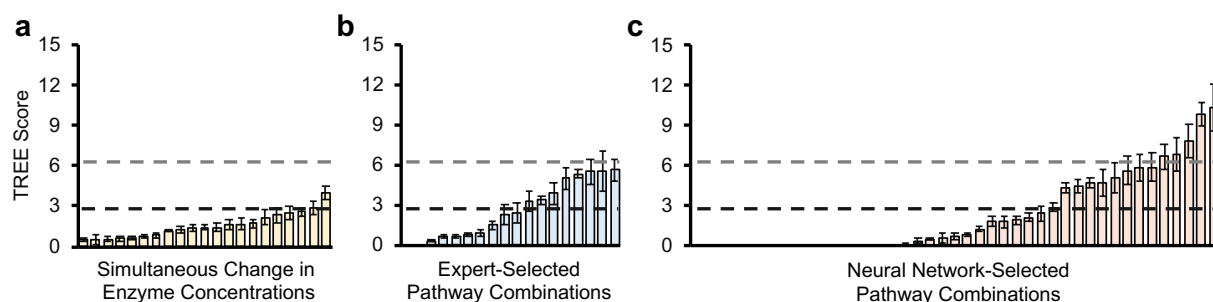 a
b
c
TREE Score
15
12
9
6
3
0
15
12
9
6
3
0
15
12
9
6
3
0
Simultaneous Change in
Enzyme Concentrations
Expert-Selected
Pathway Combinations
Neural Network-Selected
Pathway Combinations